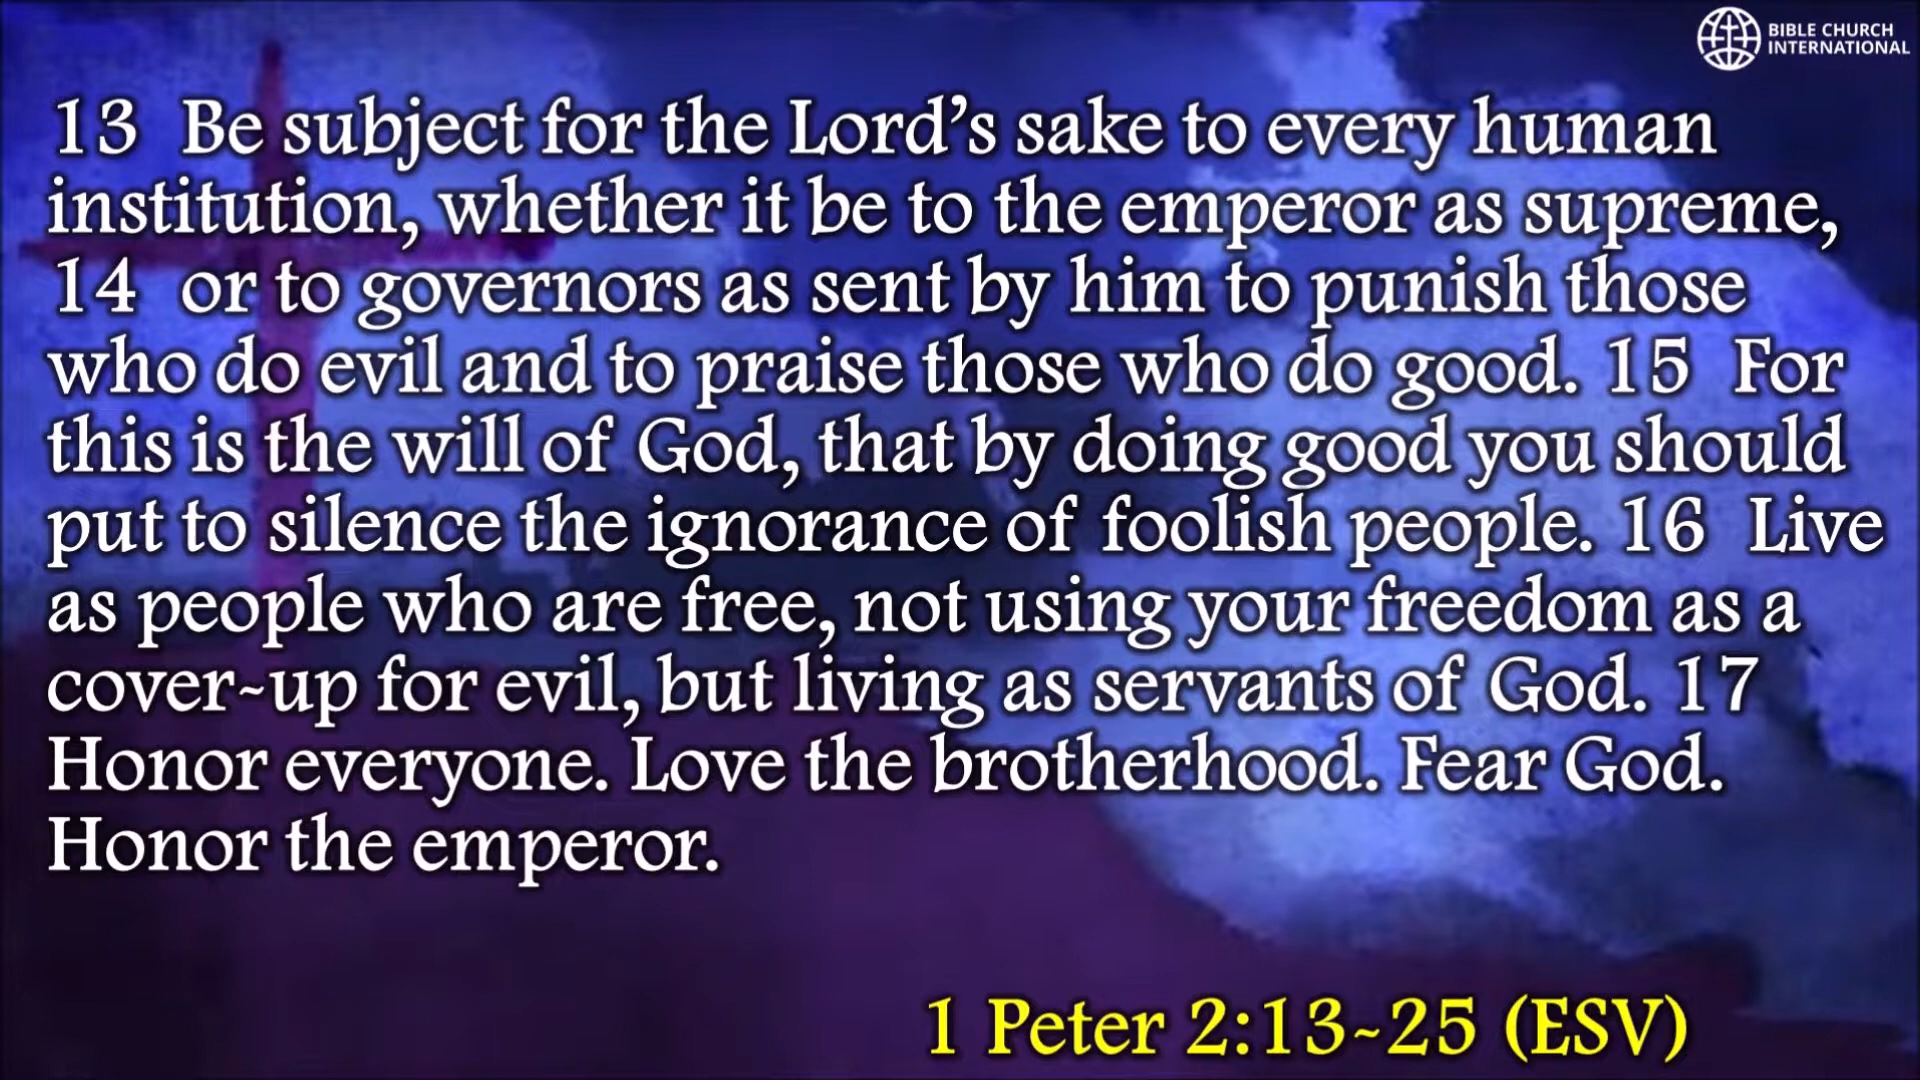 BIBLE CHURCH
INTERNATIONAL
13 Be subject for the Lord’s sake to every human
institution, whether it be to the emperor as supreme,
14 or to governors as sent by him to punish those
who do evil and to praise those who do good. 15 For
this is the will of God, that by doing good you should
put to silence the ignorance of foolish people. 16 Live
as people who are free, not using your freedom as a
cover-up for evil, but living as servants of God. 17
Honor everyone. Love the brotherhood. Fear God.
Honor the emperor.
1 Peter 2:13-25 (ESV)